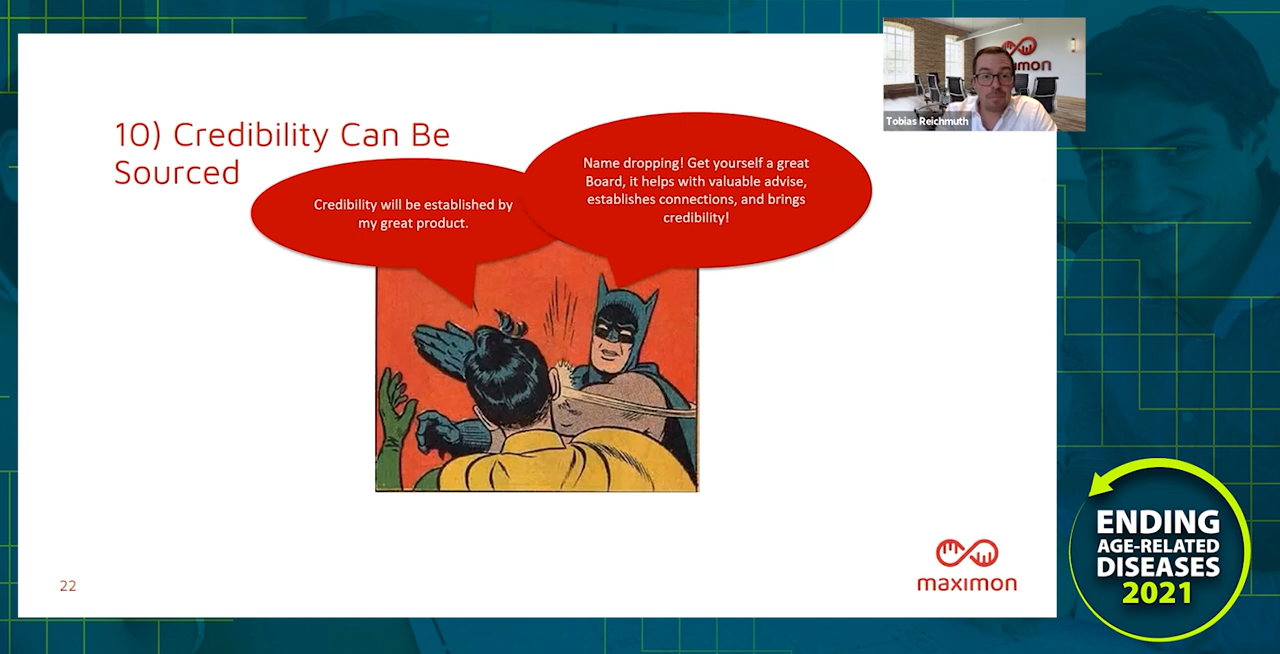 10) Credibility Can Be
Sourced
Credibility will be established by
my great product.
Name dropping! Get yourself a great
Board, it helps with valuable advise,
establishes connections, and brings
credibility!
maximon
22
Tobias Reichmuth
ximon
ENDING
AGE-RELATED
DISEASES
2021